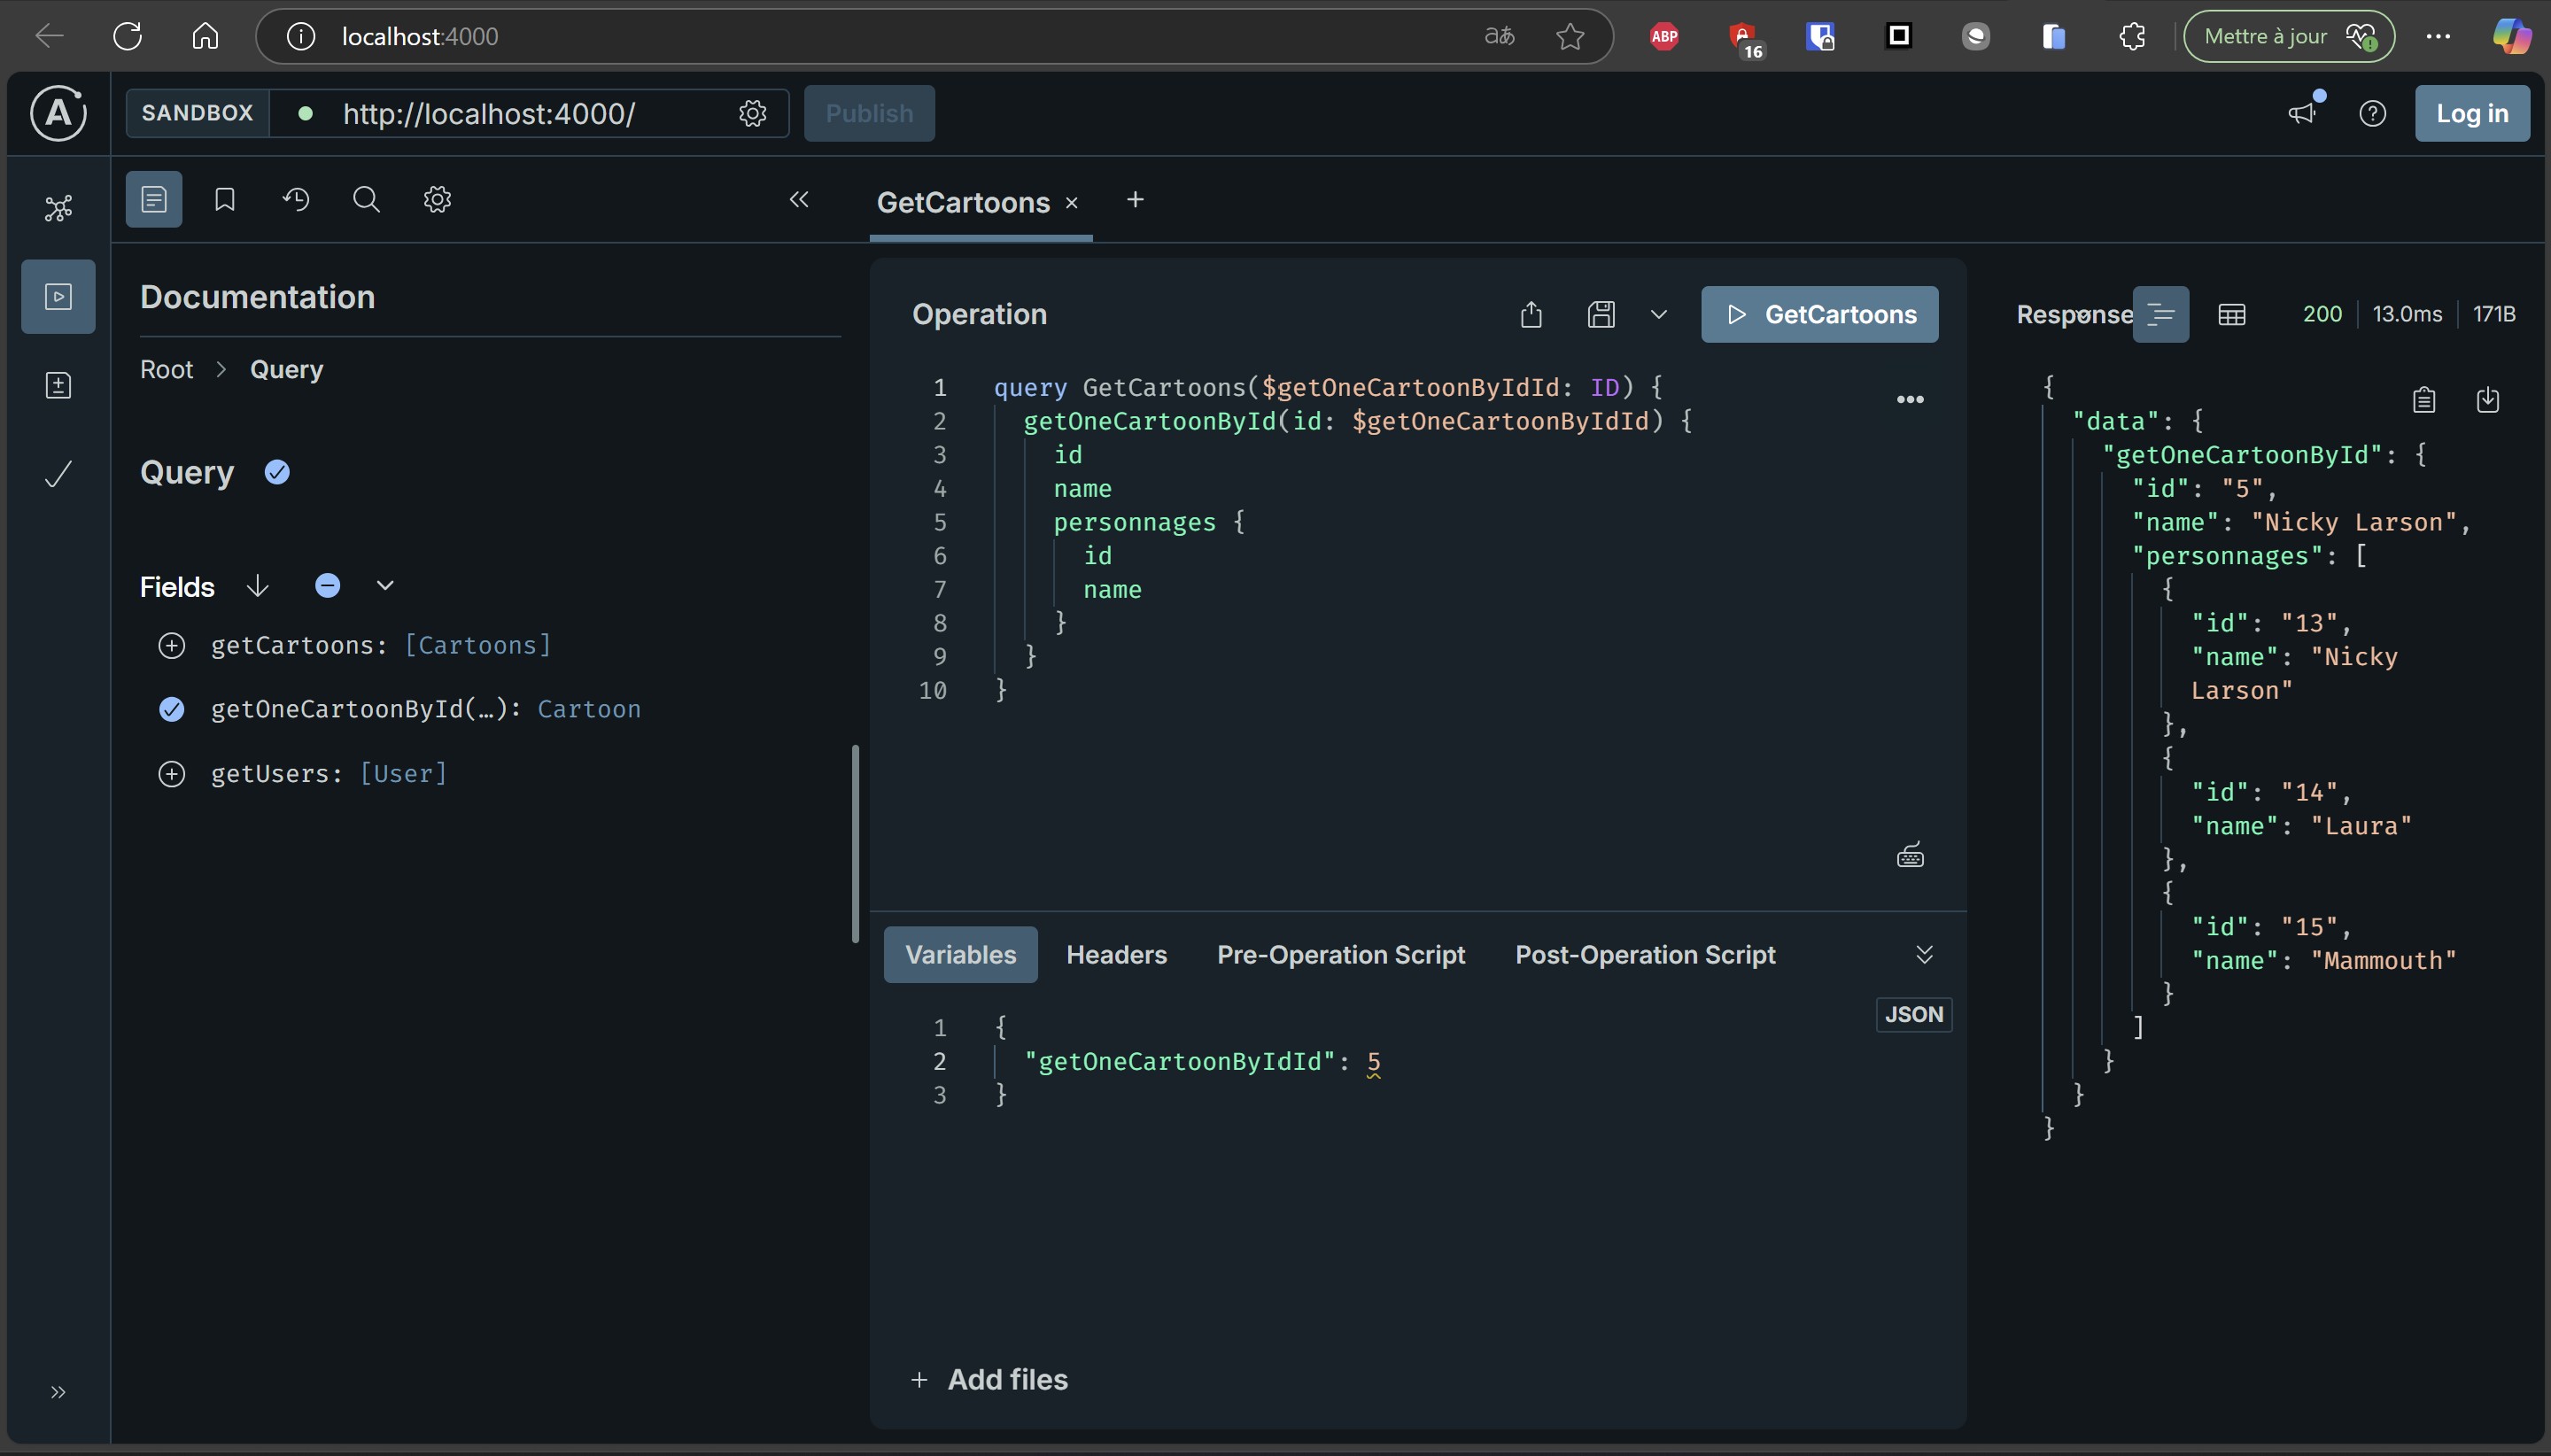 localhost:4000
aあ
ABP
16
Mettre à jour
A
SANDBOX
http://localhost:4000/
Publish
Log in
GetCartoons
Documentation
Root > Query
Query
Fields
getCartoons: [Cartoons]
getOneCartoonById(…): Cartoon
getUsers: [User]
Operation
GetCartoons
1 query GetCartoons($getOneCartoonByIdId: ID) {
2 getOneCartoonById(id: $getOneCartoonByIdId) {
3 id
4 name
5 personnages {
6 id
7 name
8 }
9 }
10 }
Variables
Headers
Pre-Operation Script
Post-Operation Script
JSON
1 {
2 "getOneCartoonByIdId": 5
3 }
+ Add files
Response
200
13.0ms
171B
{
"data": {
"getOneCartoonById": {
"id": "5",
"name": "Nicky Larson",
"personnages": [
{
"id": "13",
"name": "Nicky
Larson"
},
{
"id": "14",
"name": "Laura"
},
{
"id": "15",
"name": "Mammouth"
}
]
}
}
}